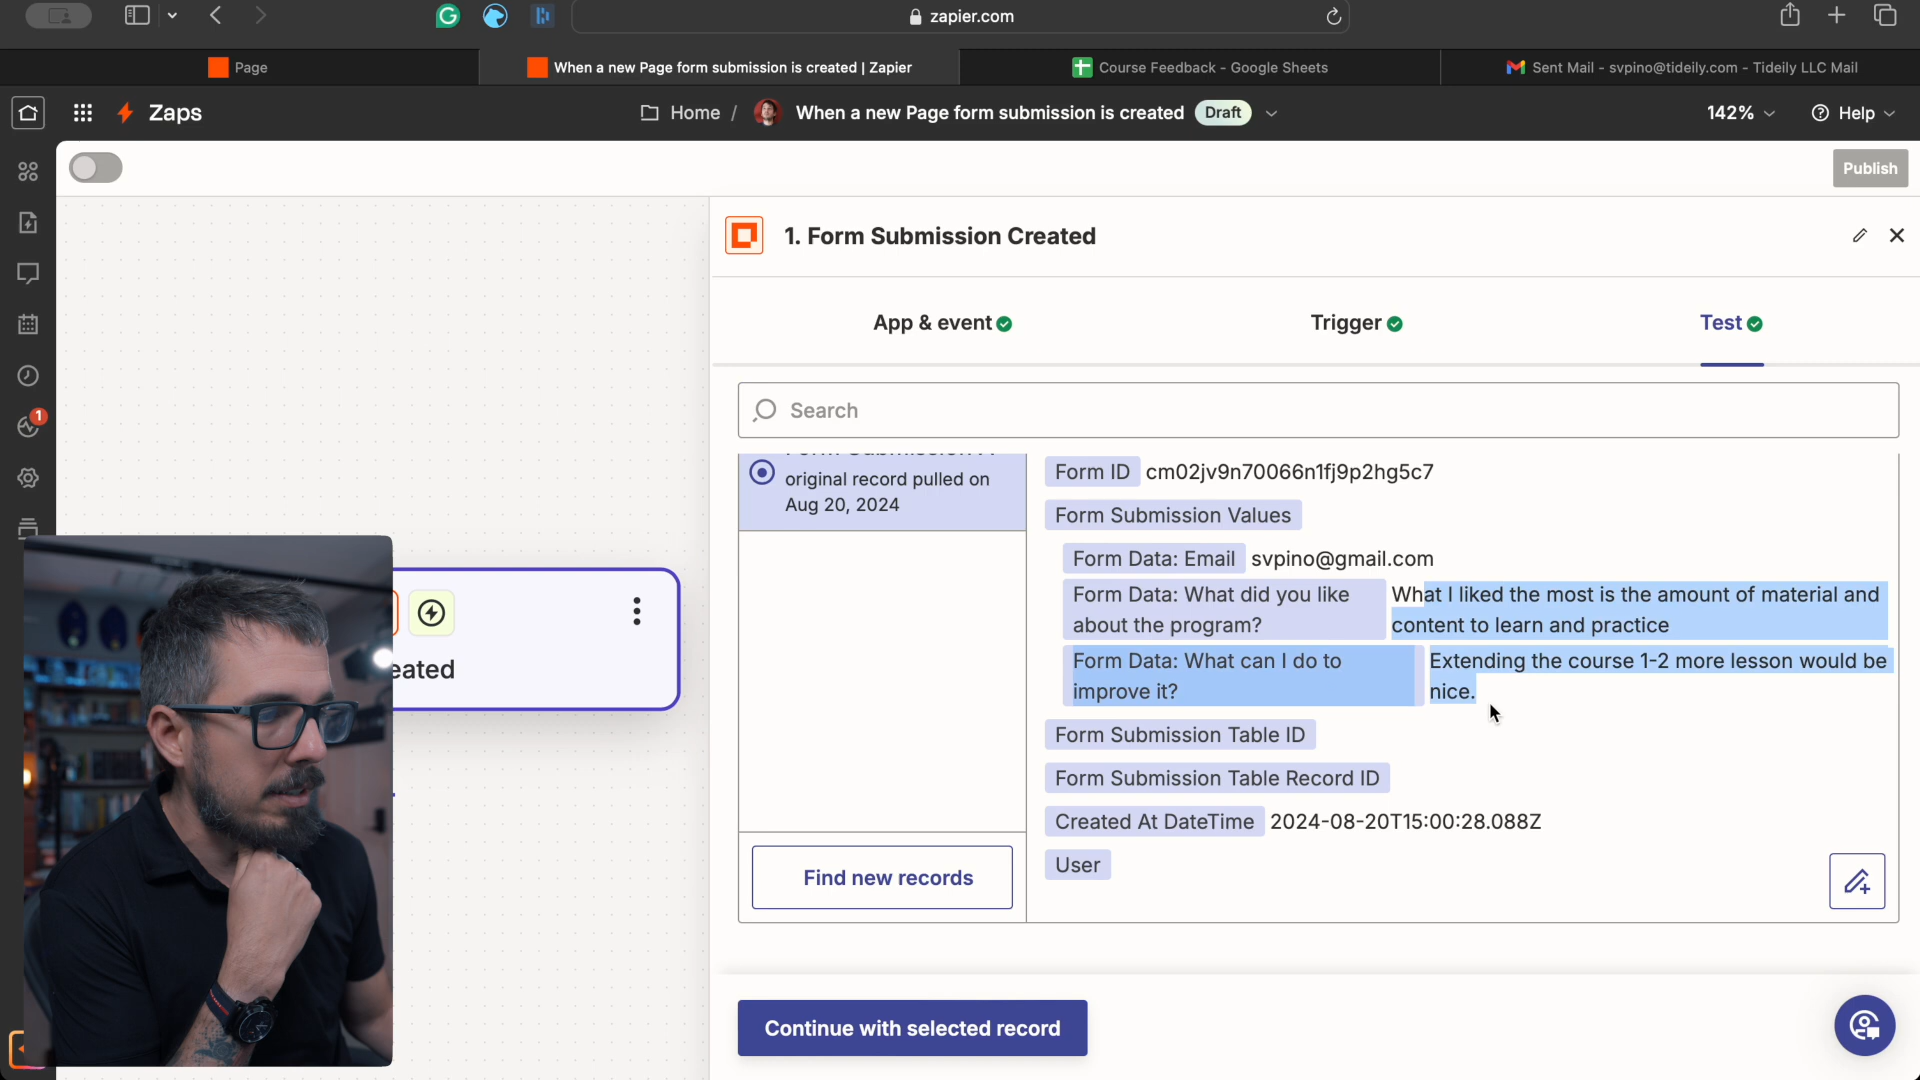 zapier.com
Page
When a new Page form submission is created | Zapier
Course Feedback - Google Sheets
Sent Mail - svpino@tideily.com - Tideily LLC Mail
Zaps
Home / When a new Page form submission is created Draft
142%
Help
Publish
1. Form Submission Created
App & event
Trigger
Test
Search
original record pulled on
Aug 20, 2024
Find new records
Form ID cm02jv9n70066n1fj9p2hg5c7
Form Submission Values
Form Data: Email svpino@gmail.com
Form Data: What did you like
about the program?
What I liked the most is the amount of material and
content to learn and practice
Form Data: What can I do to
improve it?
Extending the course 1-2 more lesson would be
nice.
Form Submission Table ID
Form Submission Table Record ID
Created At DateTime 2024-08-20T15:00:28.088Z
User
Continue with selected record
eated
1